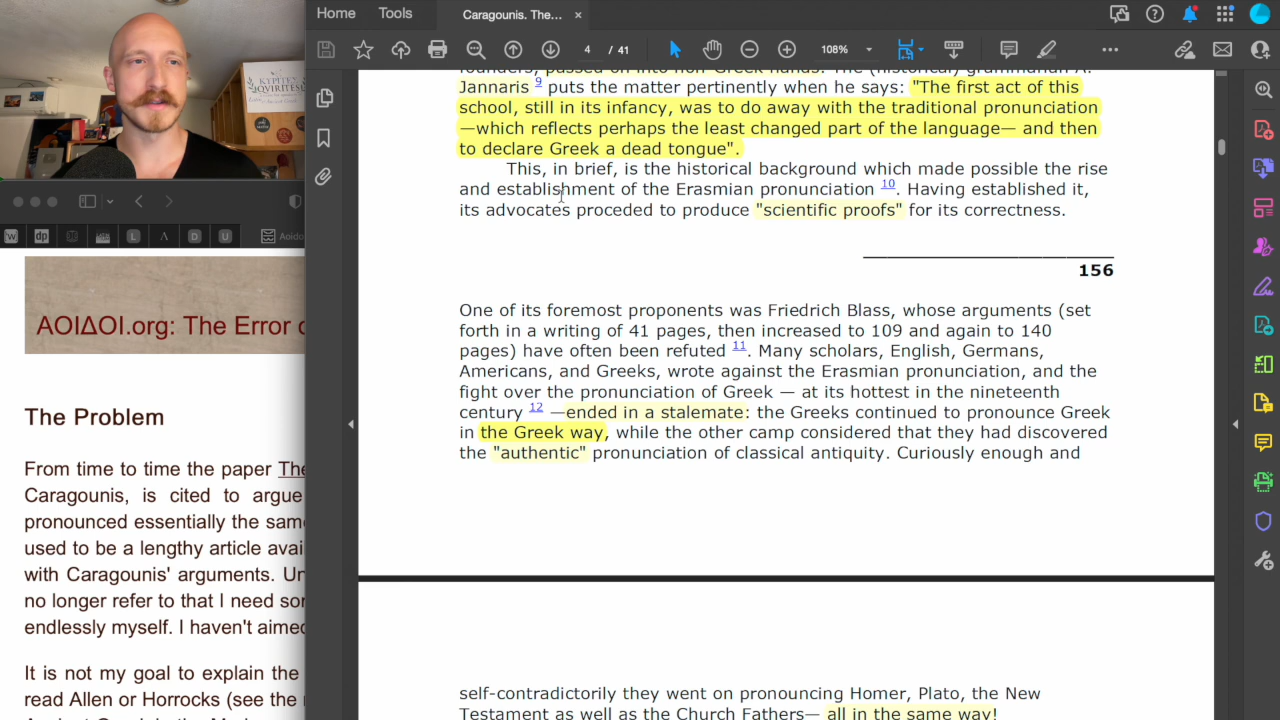 Home Tools Caragounis. The... ×
4 / 41 108%
founders, passed on into non-Greek hands. The (historical) grammarian A.
Jannaris 9 puts the matter pertinently when he says: "The first act of this
school, still in its infancy, was to do away with the traditional pronunciation
—which reflects perhaps the least changed part of the language— and then
to declare Greek a dead tongue".
This, in brief, is the historical background which made possible the rise
and establishment of the Erasmian pronunciation 10. Having established it,
its advocates proceded to produce "scientific proofs" for its correctness.
156
One of its foremost proponents was Friedrich Blass, whose arguments (set
forth in a writing of 41 pages, then increased to 109 and again to 140
pages) have often been refuted 11. Many scholars, English, Germans,
Americans, and Greeks, wrote against the Erasmian pronunciation, and the
fight over the pronunciation of Greek — at its hottest in the nineteenth
century 12 —ended in a stalemate: the Greeks continued to pronounce Greek
in the Greek way, while the other camp considered that they had discovered
the "authentic" pronunciation of classical antiquity. Curiously enough and
self-contradictorily they went on pronouncing Homer, Plato, the New
Testament as well as the Church Fathers— all in the same way!
ΚΥΡΙΤΕϹ
QVIRITES
w dp L Λ D U Aoido
ΑΟΙΔΟΙ.org: The Error o
The Problem
From time to time the paper The
Caragounis, is cited to argue
pronounced essentially the same
used to be a lengthy article avai
with Caragounis' arguments. Un
no longer refer to that I need son
endlessly myself. I haven't aimed
It is not my goal to explain the
read Allen or Horrocks (see the r